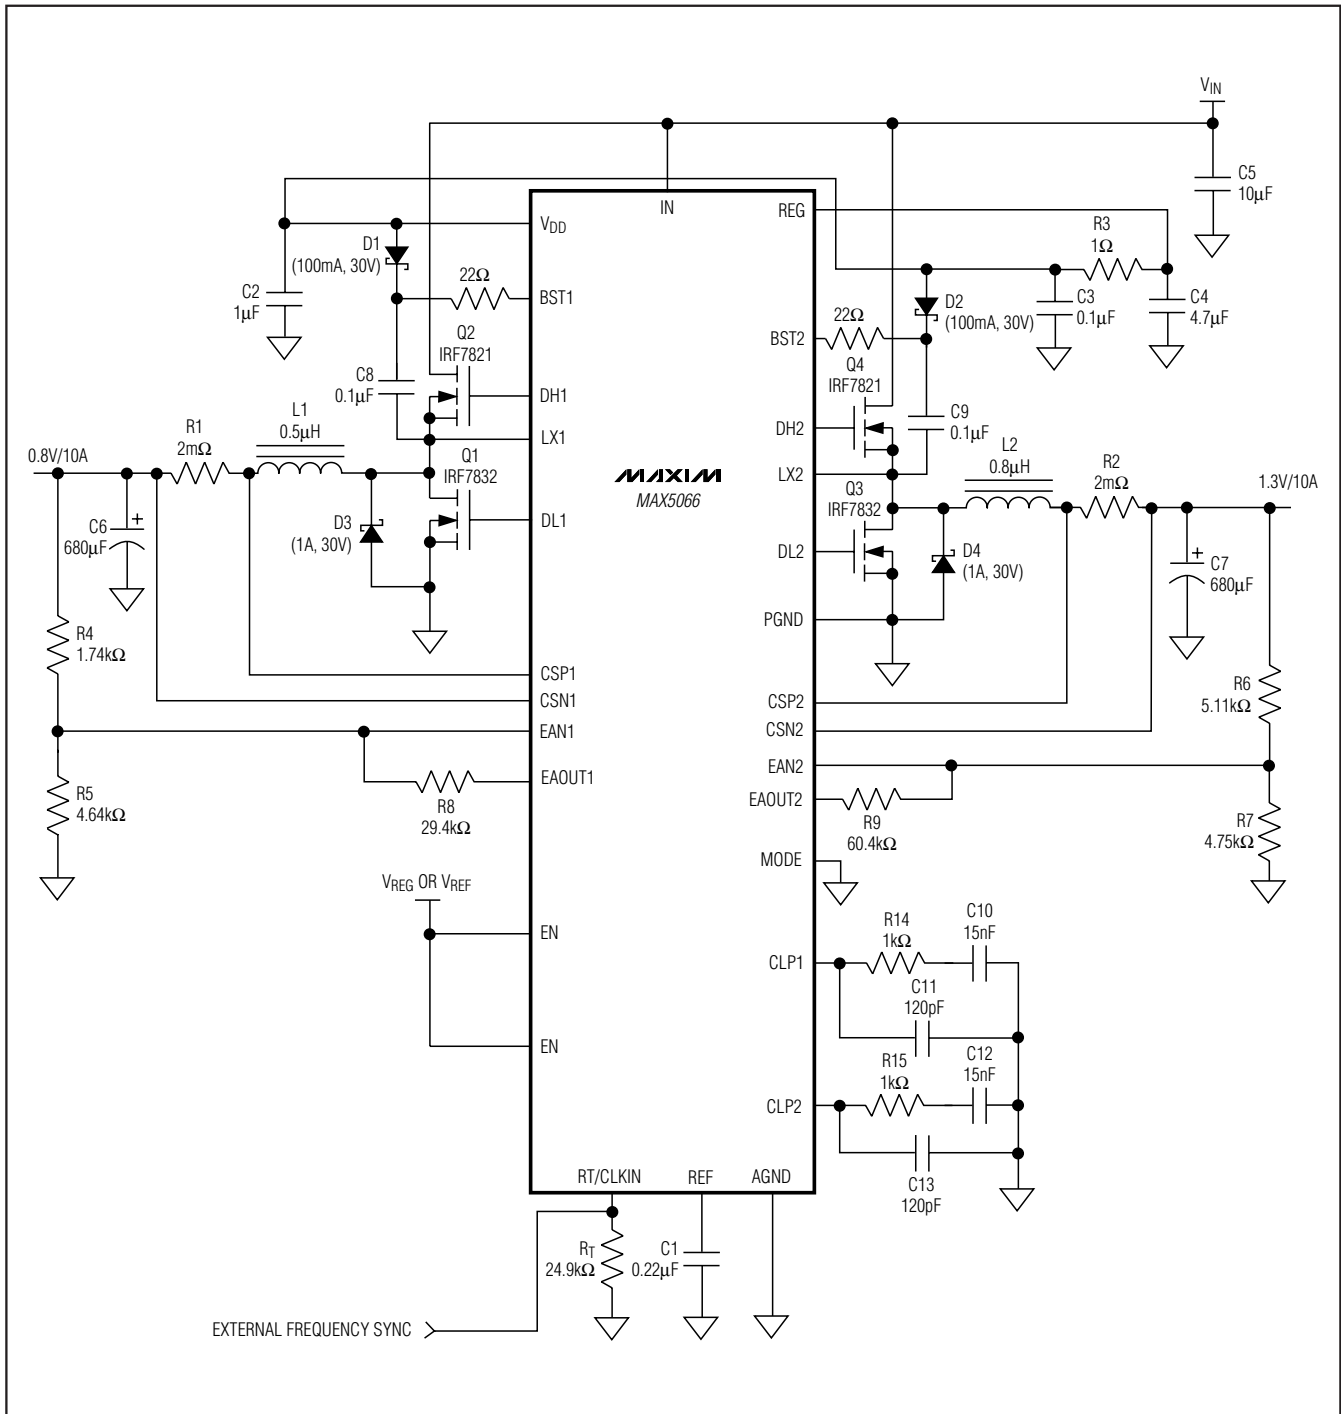 V_IN
C5
10µF
IN
REG
R3
1Ω
V_DD
D1
(100mA, 30V)
C2
1µF
22Ω
BST1
D2
(100mA, 30V)
C3
0.1µF
C4
4.7µF
22Ω
BST2
Q2
IRF7821
Q4
IRF7821
C8
0.1µF
DH1
C9
0.1µF
DH2
R1
2mΩ
L1
0.5µH
LX1
0.8V/10A
Q1
IRF7832
MAXIM
MAX5066
LX2
L2
0.8µH
R2
2mΩ
1.3V/10A
Q3
IRF7832
C6
680µF
+
D3
(1A, 30V)
DL1
DL2
D4
(1A, 30V)
+
C7
680µF
PGND
R4
1.74kΩ
CSP1
CSN1
EAN1
CSP2
CSN2
R6
5.11kΩ
EAN2
EAOUT1
R8
29.4kΩ
R5
4.64kΩ
EAOUT2
R9
60.4kΩ
R7
4.75kΩ
MODE
V_REG OR V_REF
EN
EN
CLP1
R14
1kΩ
C10
15nF
C11
120pF
R15
1kΩ
C12
15nF
CLP2
C13
120pF
RT/CLKIN
REF
AGND
R_T
24.9kΩ
C1
0.22µF
EXTERNAL FREQUENCY SYNC